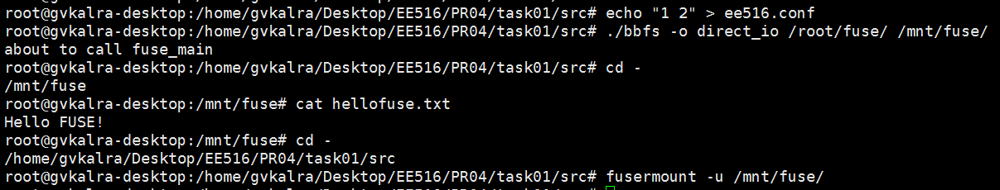 root@gvkalra-desktop:/home/gvkalra/Desktop/EE516/PR04/task01/src# echo "1 2" > ee516.conf
root@gvkalra-desktop:/home/gvkalra/Desktop/EE516/PR04/task01/src# ./bbfs -o direct_io /root/fuse/ /mnt/fuse/
about to call fuse_main
root@gvkalra-desktop:/home/gvkalra/Desktop/EE516/PR04/task01/src# cd -
/mnt/fuse
root@gvkalra-desktop:/mnt/fuse# cat hellofuse.txt
Hello FUSE!
root@gvkalra-desktop:/mnt/fuse# cd -
/home/gvkalra/Desktop/EE516/PR04/task01/src
root@gvkalra-desktop:/home/gvkalra/Desktop/EE516/PR04/task01/src# fusermount -u /mnt/fuse/